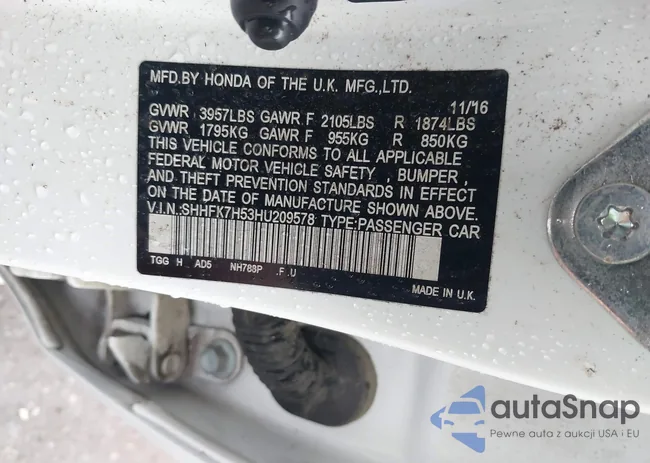 MFD.BY HONDA OF THE U.K. MFG.,LTD.
11/16
GVWR 3957LBS GAWR F 2105LBS R 1874LBS
GVWR 1795KG GAWR F 955KG R 850KG
THIS VEHICLE CONFORMS TO ALL APPLICABLE
FEDERAL MOTOR VEHICLE SAFETY , BUMPER ,
AND THEFT PREVENTION STANDARDS IN EFFECT
ON THE DATE OF MANUFACTURE SHOWN ABOVE.
V.I.N.:SHHFK7H53HU209578 TYPE:PASSENGER CAR
TGG H AD5 NH788P .F.U
MADE IN U.K.
autaSnap
Pewne auta z aukcji USA i EU